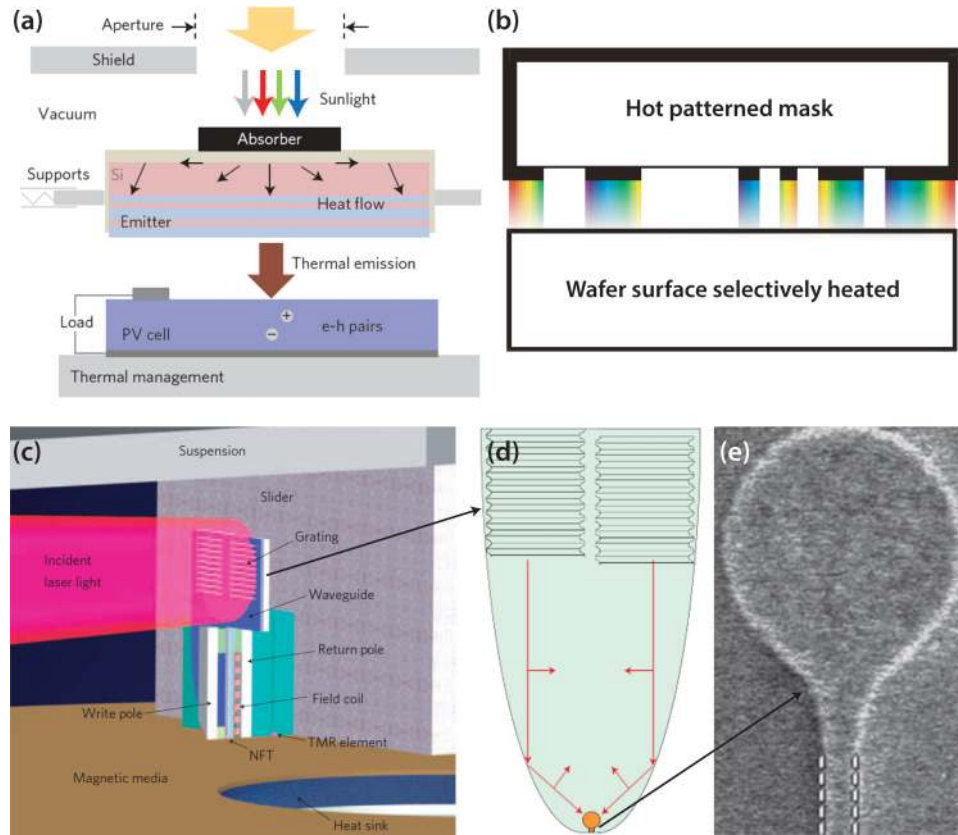 (a)
Aperture
Shield
Sunlight
Vacuum
Absorber
Supports
Si
Heat flow
Emitter
Thermal emission
Load
PV cell
+
−
e-h pairs
Thermal management
(b)
Hot patterned mask
Wafer surface selectively heated
(c)
Suspension
Slider
Grating
Incident
laser light
Waveguide
Return pole
Field coil
Write pole
TMR element
NFT
Magnetic media
Heat sink
(d)
(e)